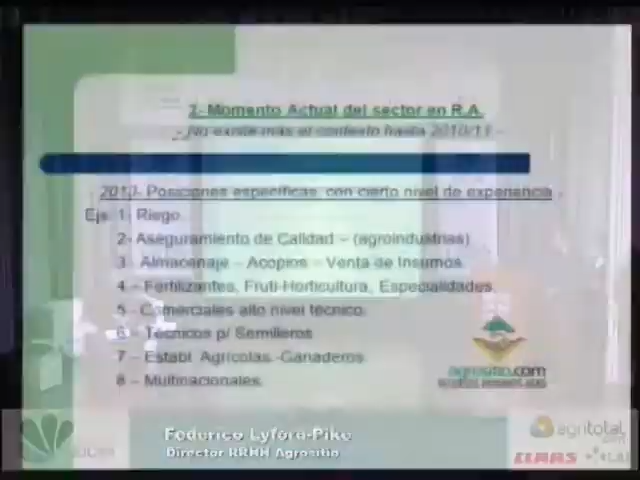 2- Momento Actual del sector en R.A.
- No existe más el contexto hasta 2010/11 -
Posiciones específicas, con cierto nivel de experiencia -
Ejs. 1- Riego.
2- Aseguramiento de Calidad – (agroindustrias)
3 - Almacenaje – Acopios – Venta de Insumos.
4 – Fertilizantes, Fruti-Horticultura, Especialidades
5 - Comerciales alto nivel técnico.
6 – Técnicos p/ Semilleros
7 – Establ. Agrícolas -Ganaderos
8 – Multinacionales.
agrositio.com
Federico Lyford-Pike
Director RRHH Agrositio
agritotal
.com
CLAAS